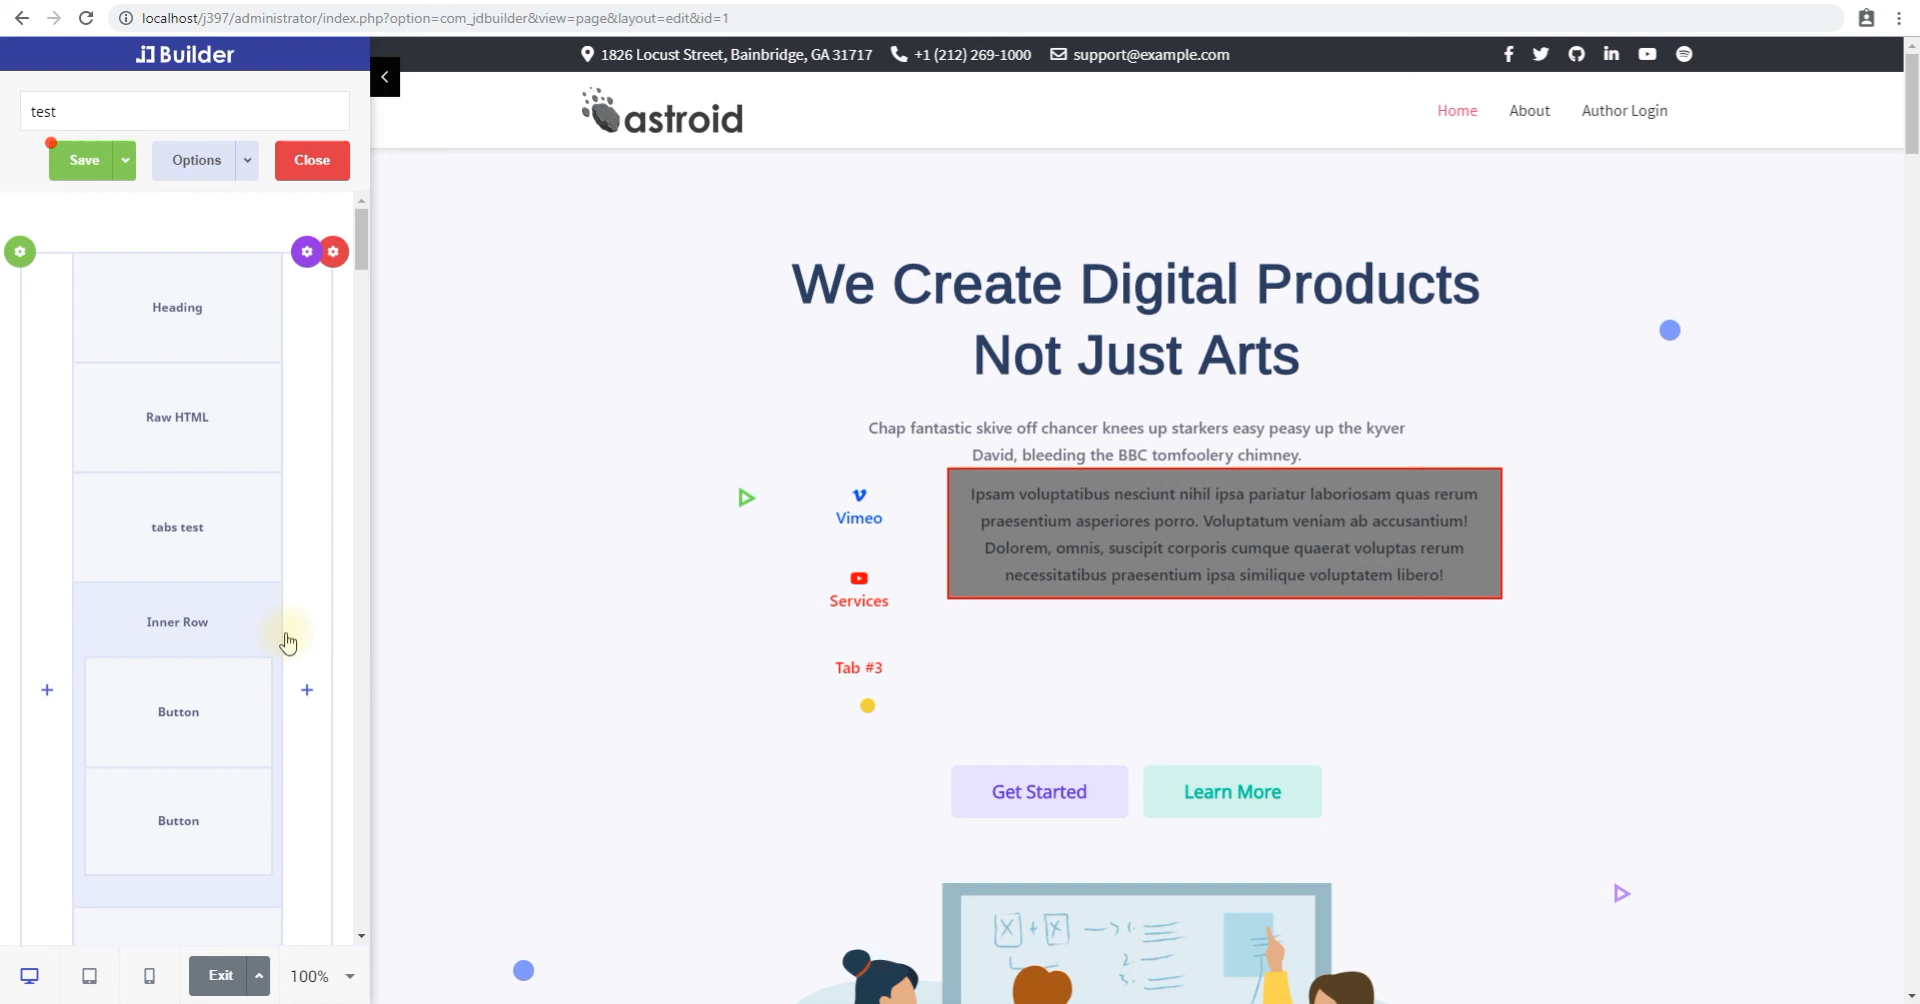 localhost/j397/administrator/index.php?option=com_jdbuilder&view=page&layout=edit&id=1
Builder
test
Save
Options
Close
Heading
Raw HTML
tabs test
Inner Row
+
+
Button
Button
Exit
100%
1826 Locust Street, Bainbridge, GA 31717
+1 (212) 269-1000
support@example.com
astroid
Home
About
Author Login
We Create Digital Products
Not Just Arts
Chap fantastic skive off chancer knees up starkers easy peasy up the kyver
David, bleeding the BBC tomfoolery chimney.
Vimeo
Services
Tab #3
Ipsam voluptatibus nesciunt nihil ipsa pariatur laboriosam quas rerum
praesentium asperiores porro. Voluptatum veniam ab accusantium!
Dolorem, omnis, suscipit corporis cumque quaerat voluptas rerum
necessitatibus praesentium ipsa similique voluptatem libero!
Get Started
Learn More